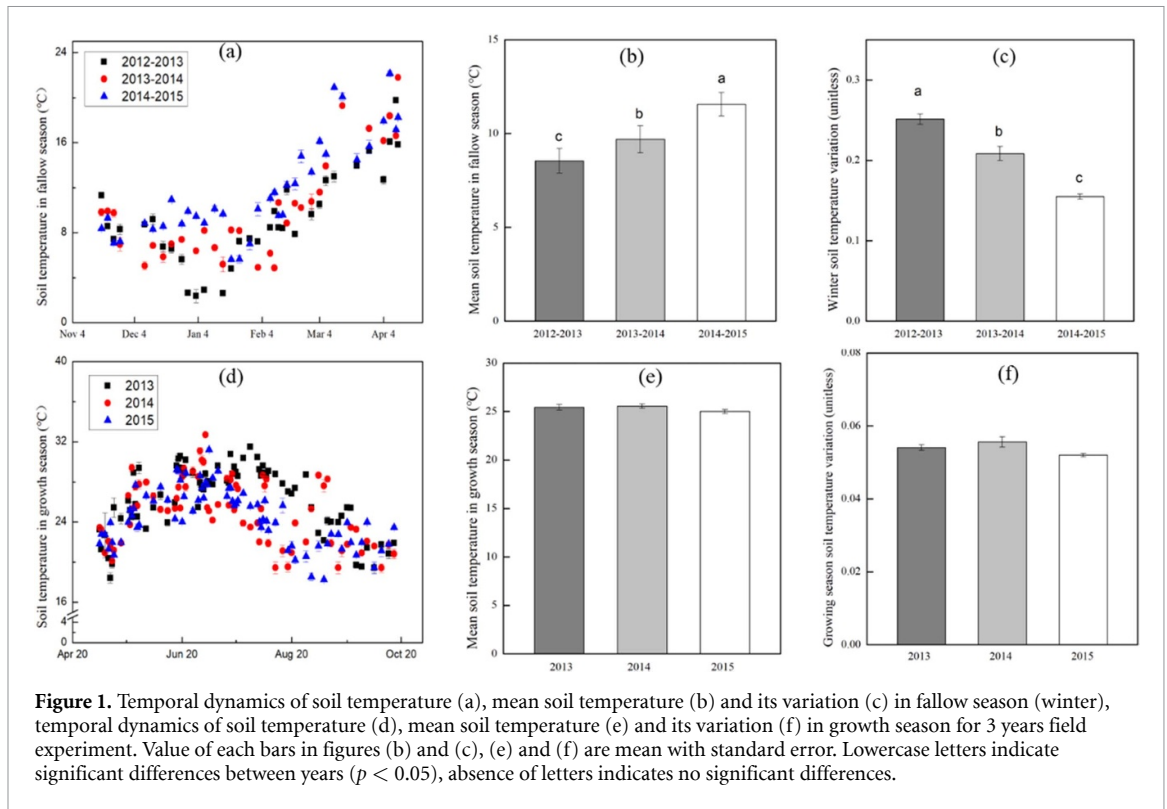 (a)
2012-2013
2013-2014
2014-2015
Soil temperature in fallow season (°C)
24
16
8
0
Nov 4 Dec 4 Jan 4 Feb 4 Mar 4 Apr 4
(b)
Mean soil temperature in fallow season (°C)
15
10
5
0
c b a
2012-2013 2013-2014 2014-2015
(c)
Winter soil temperature variation (unitless)
0.3
0.2
0.1
0.0
a b c
2012-2013 2013-2014 2014-2015
(d)
2013
2014
2015
Soil temperature in growth season (°C)
40
32
24
16
4
0
Apr 20 Jun 20 Aug 20 Oct 20
(e)
Mean soil temperature in growth season (°C)
30
25
20
15
10
5
0
2013 2014 2015
(f)
Growing season soil temperature variation (unitless)
0.08
0.06
0.04
0.02
0.00
2013 2014 2015
Figure 1. Temporal dynamics of soil temperature (a), mean soil temperature (b) and its variation (c) in fallow season (winter),
temporal dynamics of soil temperature (d), mean soil temperature (e) and its variation (f) in growth season for 3 years field
experiment. Value of each bars in figures (b) and (c), (e) and (f) are mean with standard error. Lowercase letters indicate
significant differences between years (p < 0.05), absence of letters indicates no significant differences.